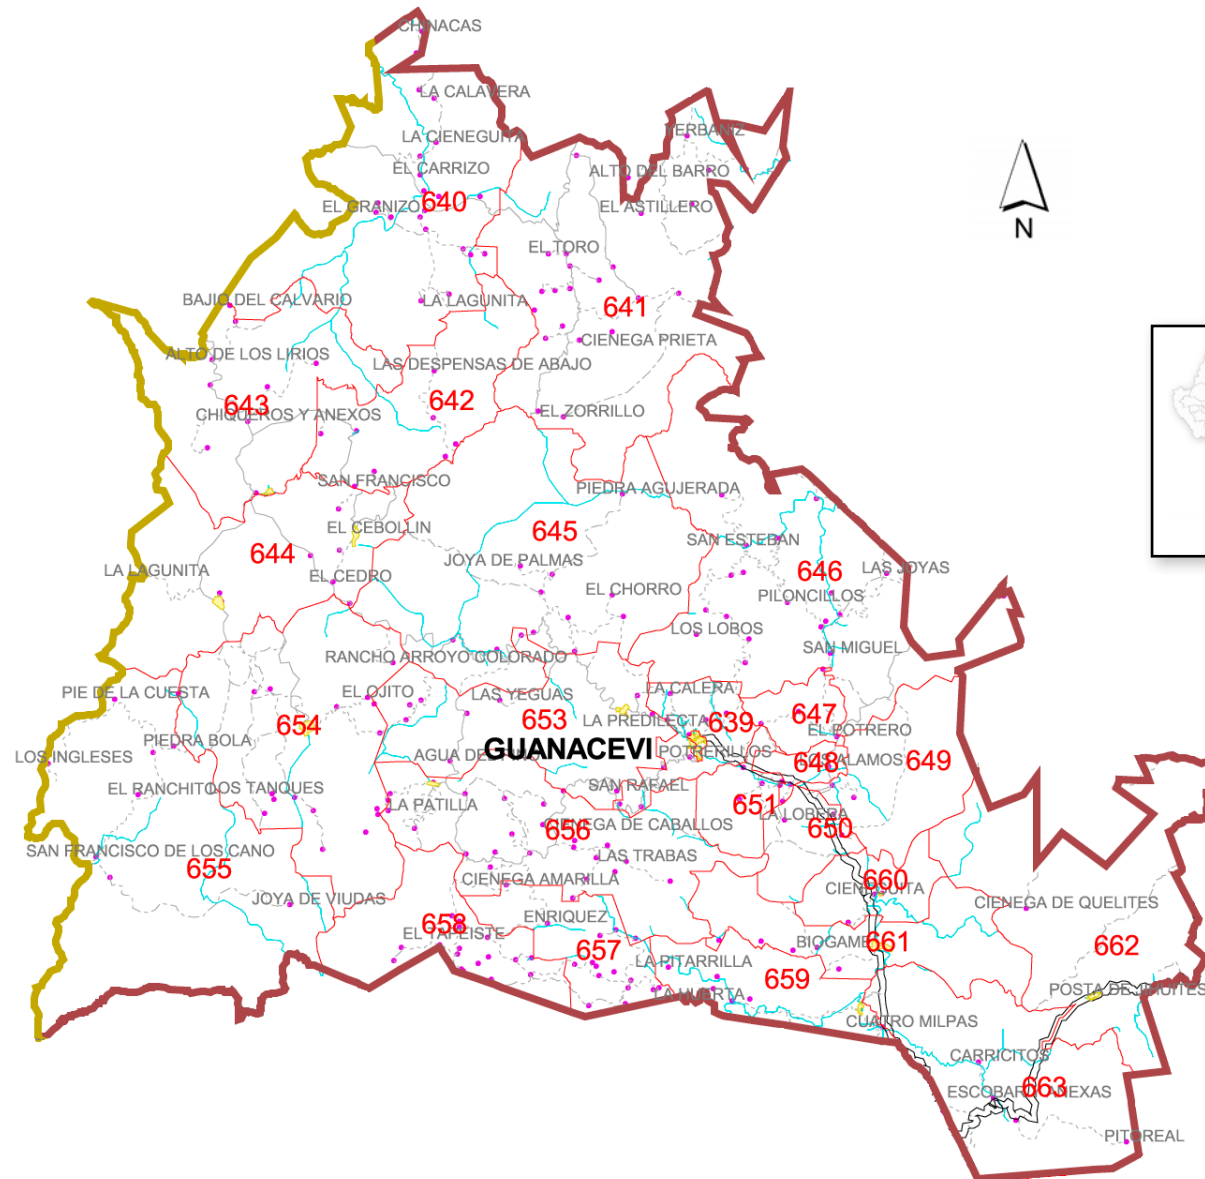 CHINACAS
LA CALAVERA
LA CIENEGUITA
YERBANIZ
EL CARRIZO
ALTO DEL BARRO
640
EL GRANIZO
EL ASTILLERO
N
EL TORO
BAJIO DEL CALVARIO
LA LAGUNITA
641
CIENEGA PRIETA
ALTO DE LOS LIRIOS
LAS DESPENSAS DE ABAJO
643
642
CHIQUEROS Y ANEXOS
EL ZORRILLO
SAN FRANCISCO
PIEDRA AGUJERADA
EL CEBOLLIN
645
SAN ESTEBAN
644
JOYA DE PALMAS
646
LAS JOYAS
LA LAGUNITA
EL CEDRO
EL CHORRO
PILONCILLOS
LOS LOBOS
SAN MIGUEL
RANCHO ARROYO COLORADO
PIE DE LA CUESTA
EL OJITO
LAS YEGUAS
LA CALERA
654
653
LA PREDILECTA
639
647
EL POTRERO
PIEDRA BOLA
GUANACEVI
POTRERILLOS
LOS INGLESES
648
649
EL RANCHITO
LOS TANQUES
SAN RAFAEL
LA PATILLA
651
LA LOBERA
650
656
CIENEGA DE CABALLOS
SAN FRANCISCO DE LOS CANO
655
LAS TRABAS
CIENEGA AMARILLA
660
CIENEGUITA
JOYA DE VIUDAS
CIENEGA DE QUELITES
658
EL TAPEISTE
ENRIQUEZ
657
661
662
LA PITARRILLA
659
LA HUERTA
CUATRO MILPAS
CARRICITOS
663
PITOREAL